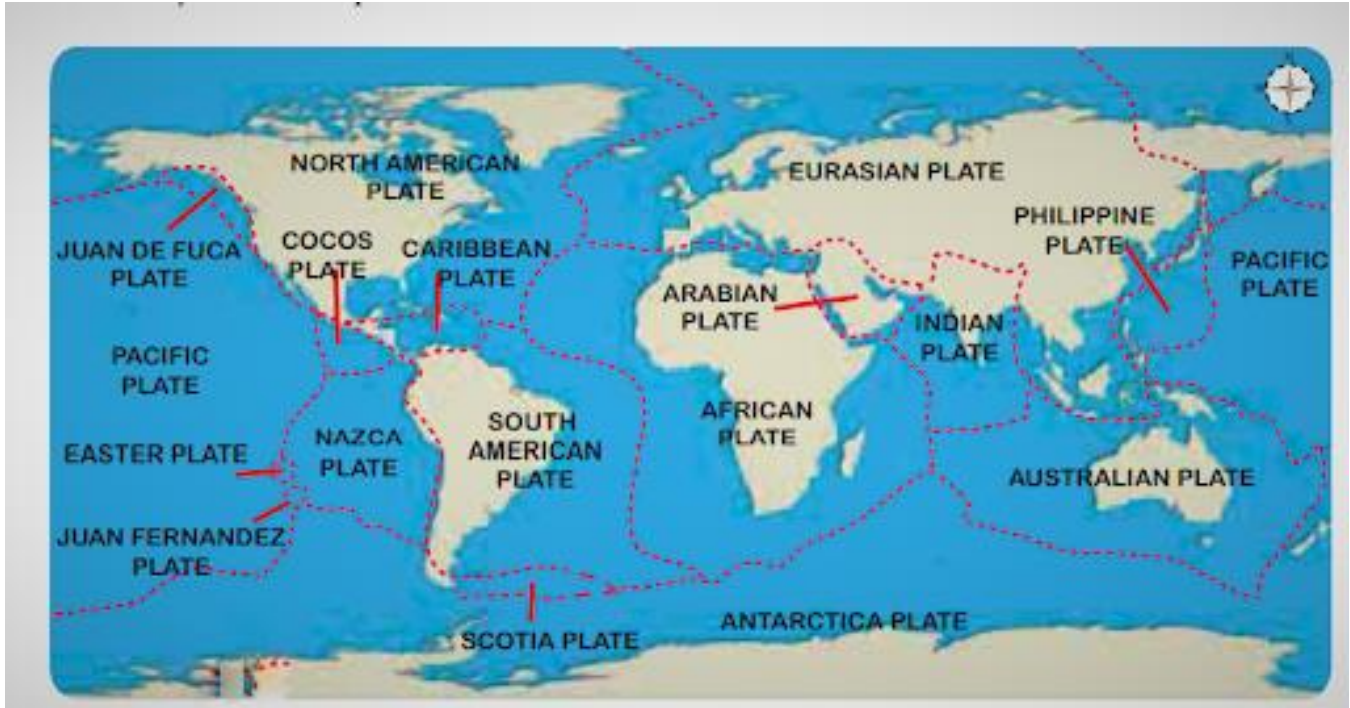 NORTH AMERICAN
PLATE
EURASIAN PLATE
JUAN DE FUCA
PLATE
COCOS
PLATE
CARIBBEAN
PLATE
PHILIPPINE
PLATE
PACIFIC
PLATE
ARABIAN
PLATE
INDIAN
PLATE
PACIFIC
PLATE
EASTER PLATE
NAZCA
PLATE
SOUTH
AMERICAN
PLATE
AFRICAN
PLATE
AUSTRALIAN PLATE
JUAN FERNANDEZ
PLATE
SCOTIA PLATE
ANTARCTICA PLATE